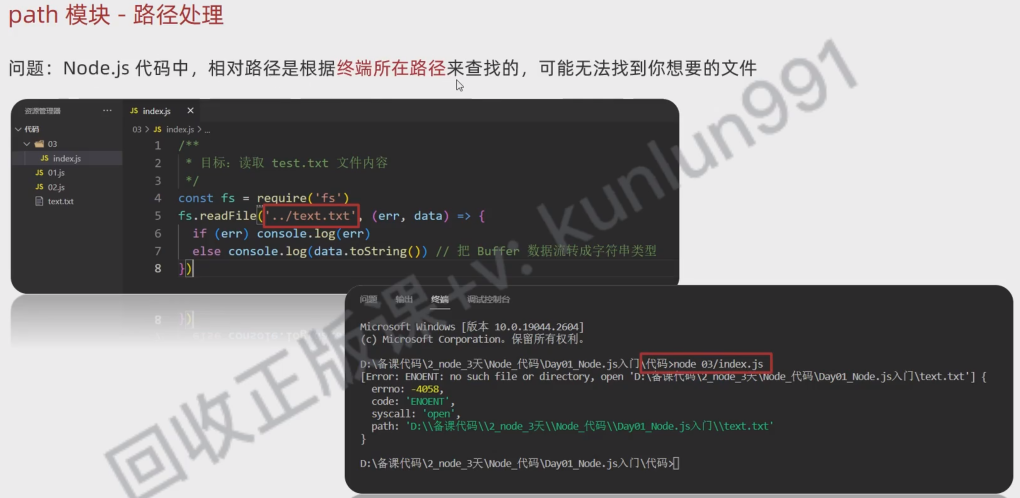 path 模块 - 路径处理
问题：Node.js 代码中，相对路径是根据终端所在路径来查找的，可能无法找到你想要的文件
资源管理器 ···
代码
03
JS index.js
JS 01.js
JS 02.js
text.txt
JS index.js ×
03 > JS index.js > ...
1 /**
2 * 目标：读取 test.txt 文件内容
3 */
4 const fs = require('fs')
5 fs.readFile('../text.txt', (err, data) => {
6 if (err) console.log(err)
7 else console.log(data.toString()) // 把 Buffer 数据流转成字符串类型
8 })
问题 输出 终端 调试控制台
Microsoft Windows [版本 10.0.19044.2604]
(c) Microsoft Corporation。保留所有权利。
D:\备课代码\2_node_3天\Node_代码\Day01_Node.js入门\代码>node 03/index.js
[Error: ENOENT: no such file or directory, open 'D:\备课代码\2_node_3天\Node_代码\Day01_Node.js入门\text.txt'] {
errno: -4058,
code: 'ENOENT',
syscall: 'open',
path: 'D:\\备课代码\\2_node_3天\\Node_代码\\Day01_Node.js入门\\text.txt'
}
D:\备课代码\2_node_3天\Node_代码\Day01_Node.js入门\代码>
回收正版课+v: kunlun991